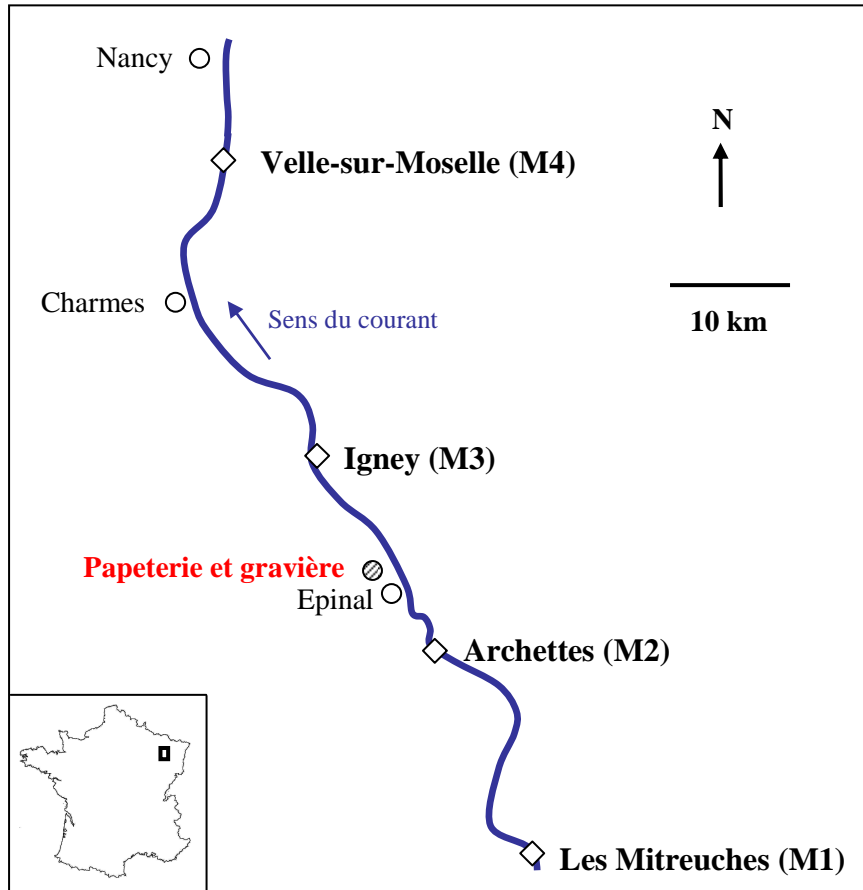 Nancy
N
Velle-sur-Moselle (M4)
Charmes
Sens du courant
10 km
Igney (M3)
Papeterie et gravière
Epinal
Archettes (M2)
Les Mitreuches (M1)